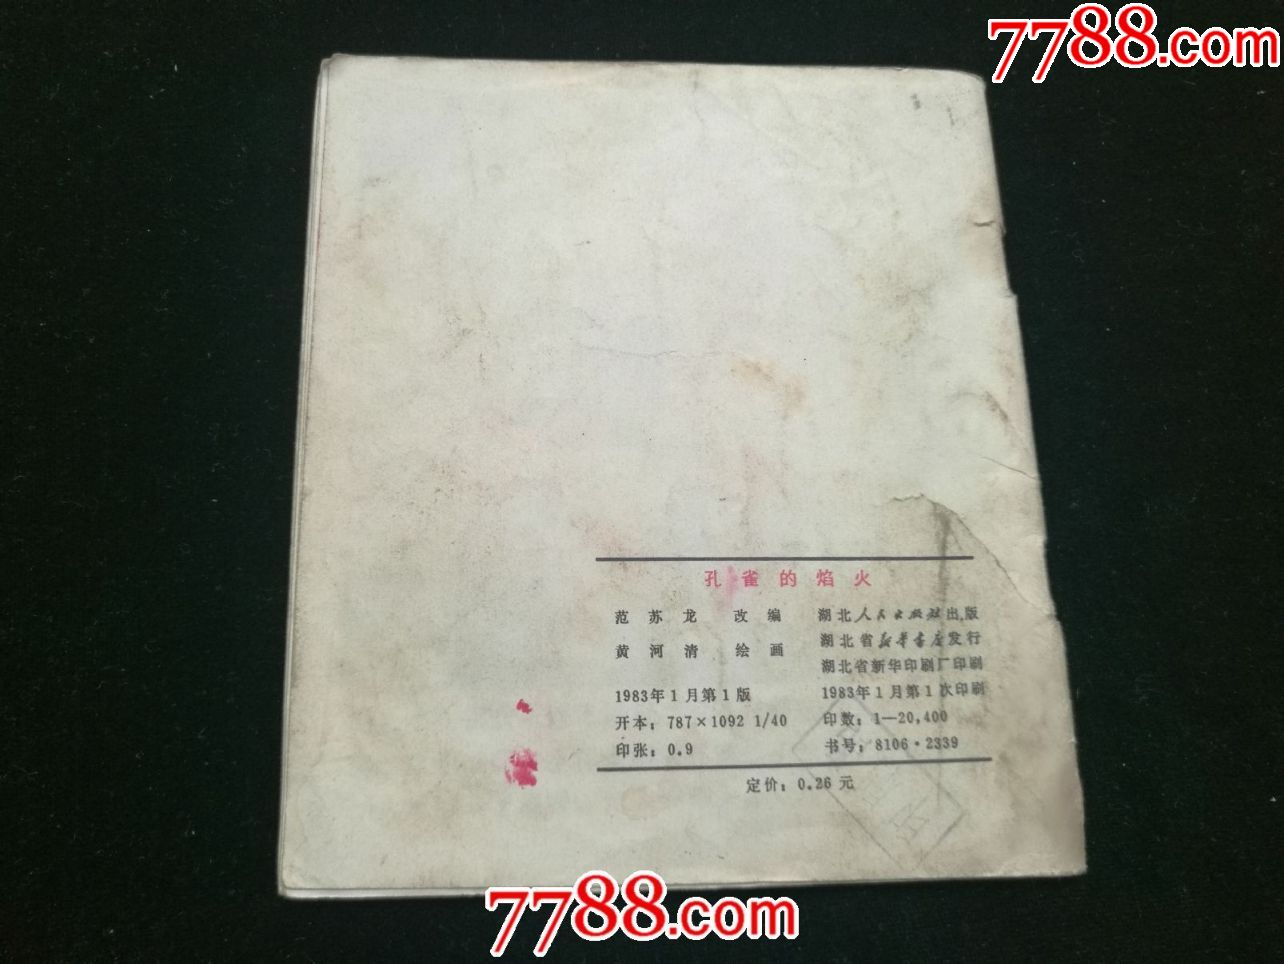 7788.com
孔雀的焰火
范苏龙 改编 湖北人民出版社出版
黄河清 绘画 湖北省新华书店发行
湖北省新华印刷厂印刷
1983年1月第1版 1983年1月第1次印刷
开本：787×1092 1/40 印数：1—20,400
印张：0.9 书号：8106·2339
定价：0.26元
7788.com